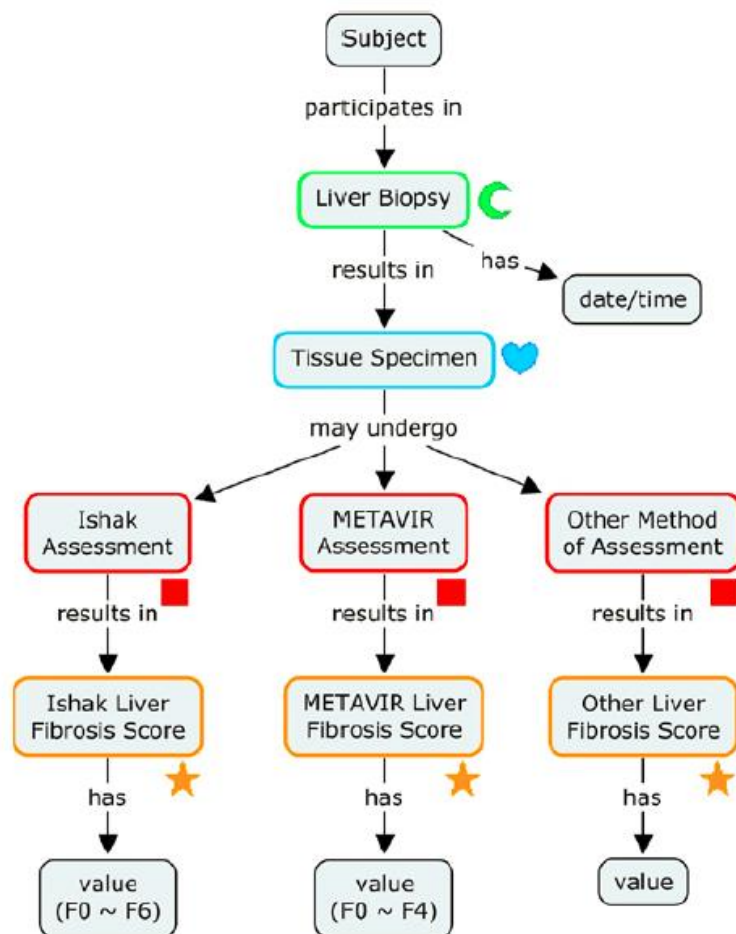 Subject
participates in
Liver Biopsy
has
results in
date/time
Tissue Specimen
may undergo
Ishak
Assessment
METAVIR
Assessment
Other Method
of Assessment
results in
results in
results in
Ishak Liver
Fibrosis Score
METAVIR Liver
Fibrosis Score
Other Liver
Fibrosis Score
has
has
has
value
(F0 ~ F6)
value
(F0 ~ F4)
value